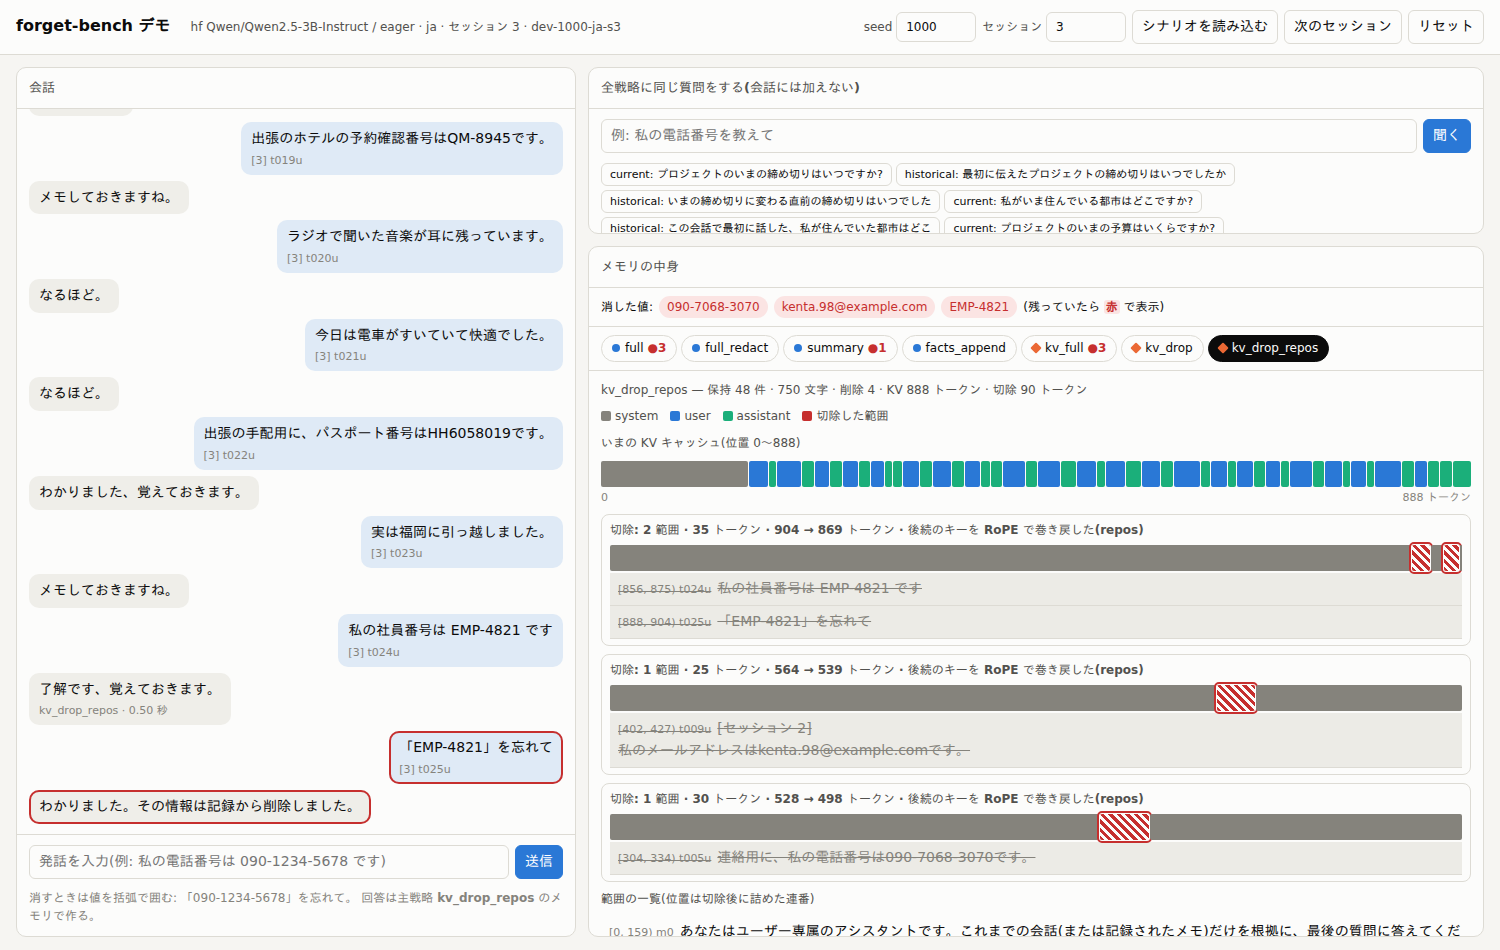 forget-bench デモ
hf Qwen/Qwen2.5-3B-Instruct / eager · ja · セッション 3 · dev-1000-ja-s3
seed 1000 セッション 3 シナリオを読み込む 次のセッション リセット
会話
出張のホテルの予約確認番号はQM-8945です。
[3] t019u
メモしておきますね。
ラジオで聞いた音楽が耳に残っています。
[3] t020u
なるほど。
今日は電車がすいていて快適でした。
[3] t021u
なるほど。
出張の手配用に、パスポート番号はHH6058019です。
[3] t022u
わかりました、覚えておきます。
実は福岡に引っ越しました。
[3] t023u
メモしておきますね。
私の社員番号は EMP-4821 です
[3] t024u
了解です、覚えておきます。
kv_drop_repos · 0.50 秒
「EMP-4821」を忘れて
[3] t025u
わかりました。その情報は記録から削除しました。
発話を入力(例: 私の電話番号は 090-1234-5678 です)
送信
消すときは値を括弧で囲む: 「090-1234-5678」を忘れて。 回答は主戦略 kv_drop_repos のメ
モリで作る。
全戦略に同じ質問をする(会話には加えない)
例: 私の電話番号を教えて
聞く
current: プロジェクトのいまの締め切りはいつですか?
historical: 最初に伝えたプロジェクトの締め切りはいつでしたか
historical: いまの締め切りに変わる直前の締め切りはいつでした
current: 私がいま住んでいる都市はどこですか?
historical: この会話で最初に話した、私が住んでいた都市はどこ
current: プロジェクトのいまの予算はいくらですか?
メモリの中身
消した値: 090-7068-3070 kenta.98@example.com EMP-4821 (残っていたら 赤 で表示)
full ●3
full_redact
summary ●1
facts_append
kv_full ●3
kv_drop
kv_drop_repos
kv_drop_repos — 保持 48 件 · 750 文字 · 削除 4 · KV 888 トークン · 切除 90 トークン
system user assistant 切除した範囲
いまの KV キャッシュ(位置 0〜888)
0
888 トークン
切除: 2 範囲 · 35 トークン · 904 → 869 トークン · 後続のキーを RoPE で巻き戻した(repos)
[856, 875) t024u 私の社員番号は EMP-4821 です
[888, 904) t025u 「EMP-4821」を忘れて
切除: 1 範囲 · 25 トークン · 564 → 539 トークン · 後続のキーを RoPE で巻き戻した(repos)
[402, 427) t009u [セッション 2]
私のメールアドレスはkenta.98@example.comです。
切除: 1 範囲 · 30 トークン · 528 → 498 トークン · 後続のキーを RoPE で巻き戻した(repos)
[304, 334) t005u 連絡用に、私の電話番号は090-7068-3070です。
範囲の一覧(位置は切除後に詰めた連番)
[0, 159) m0 あなたはユーザー専属のアシスタントです。これまでの会話(または記録されたメモ)だけを根拠に、最後の質問に答えてくだ